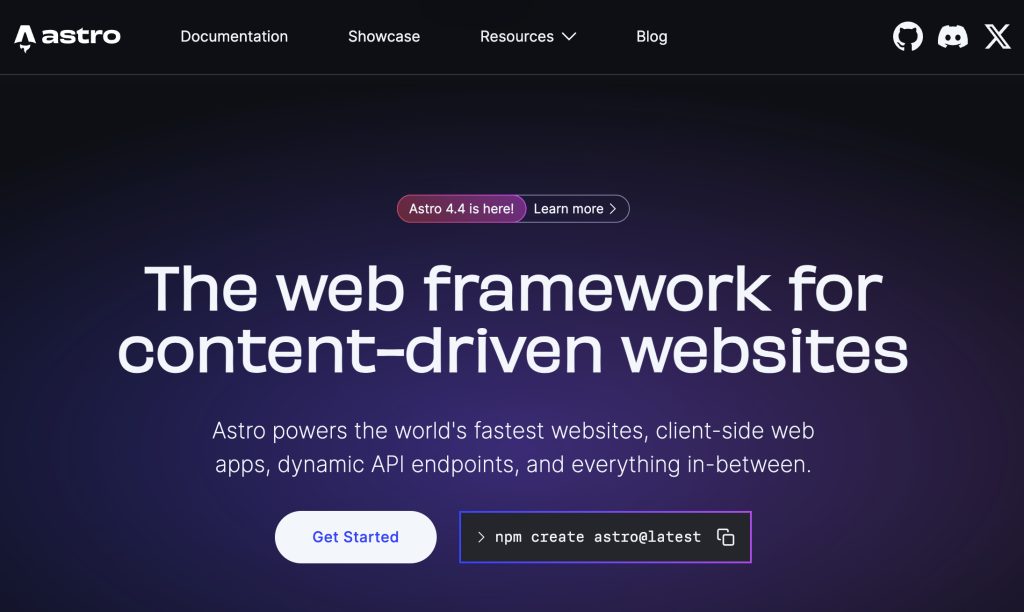 astro
Documentation
Showcase
Resources
Blog
Astro 4.4 is here!
Learn more
The web framework for
content-driven websites
Astro powers the world's fastest websites, client-side web
apps, dynamic API endpoints, and everything in-between.
Get Started
> npm create astro@latest